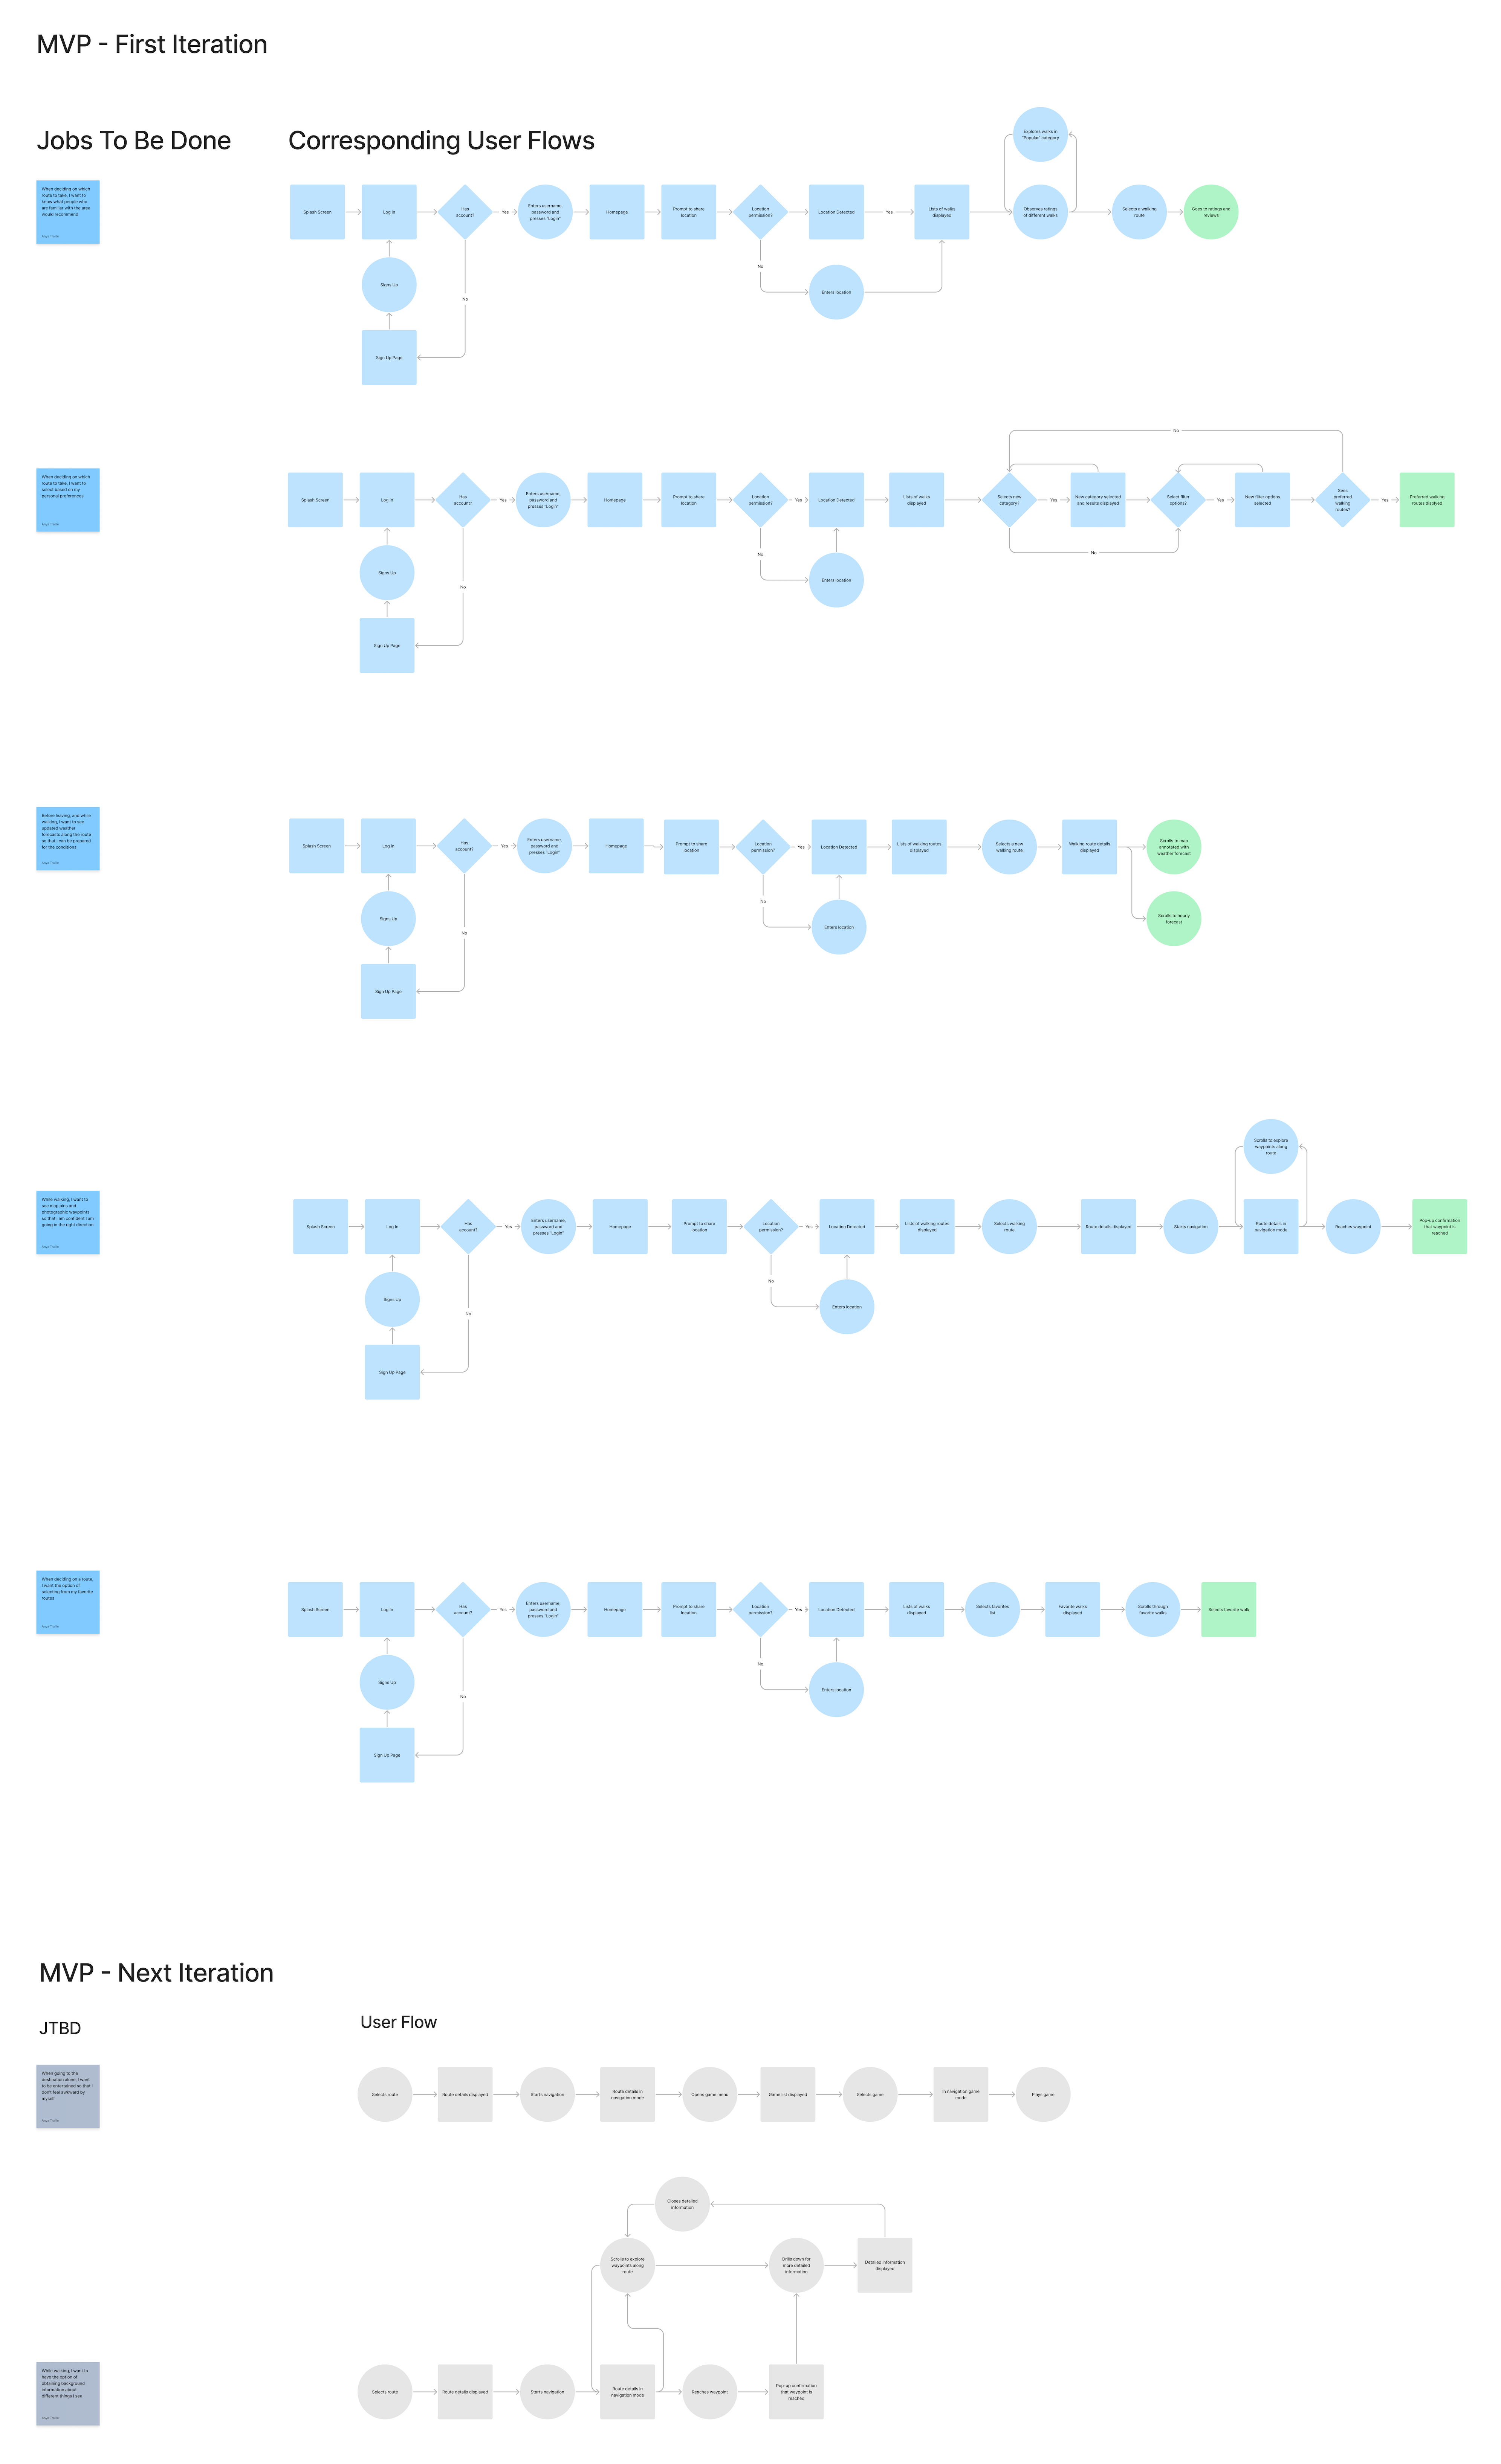 MVP - First Iteration
Jobs To Be Done
Corresponding User Flows
When deciding on which
route to take, I want to
know what people who
are familiar with the area
would recommend
Explores walks in
"Popular" category
Splash Screen
Log In
Has
account?
Yes
Enters username,
password and
presses "Login"
Homepage
Prompt to share
location
Location
permission?
Location Detected
Yes
Lists of walks
displayed
Observes ratings
of different walks
Selects a walking
route
Goes to ratings and
reviews
No
Enters location
Signs Up
No
Sign Up Page
When deciding on which
route to take, I want to
select based on my
personal preferences
No
Splash Screen
Log In
Has
account?
Yes
Enters username,
password and
presses "Login"
Homepage
Prompt to share
location
Location
permission?
Yes
Location Detected
Lists of walks
displayed
Selects new
category?
Yes
New category selected
and results displayed
Select filter
options?
Yes
New filter options
selected
Sees
preferred
walking
routes?
Yes
Preferred walking
routes displyed
No
No
Enters location
Signs Up
No
Sign Up Page
Before leaving, and while
walking, I want to see
updated weather
forecasts along the route
so that I can be prepared
for the conditions
Splash Screen
Log In
Has
account?
Yes
Enters username,
password and
presses "Login"
Homepage
Prompt to share
location
Location
permission?
Yes
Location Detected
Lists of walking routes
displayed
Selects a new
walking route
Walking route details
displayed
Scrolls to map
annotated with
weather forecast
Scrolls to hourly
forecast
No
Enters location
Signs Up
No
Sign Up Page
While walking, I want to
see map pins and
photographic waypoints
so that I am confident I am
going in the right direction
Scrolls to explore
waypoints along
route
Splash Screen
Log In
Has
account?
Yes
Enters username,
password and
presses "Login"
Homepage
Prompt to share
location
Location
permission?
Yes
Location Detected
Lists of walking routes
displayed
Selects walking
route
Route details displayed
Starts navigation
Route details in
navigation mode
Reaches waypoint
Pop-up confirmation
that waypoint is
reached
No
Enters location
Signs Up
No
Sign Up Page
When deciding on a route,
I want the option of
selecting from my favorite
routes
Splash Screen
Log In
Has
account?
Yes
Enters username,
password and
presses "Login"
Homepage
Prompt to share
location
Location
permission?
Yes
Location Detected
Lists of walks
displayed
Selects favorites
list
Favorite walks
displayed
Scrolls through
favorite walks
Selects favorite walk
No
Enters location
Signs Up
No
Sign Up Page
MVP - Next Iteration
JTBD
User Flow
When going to the
destination alone, I want
to be entertained so that I
don't feel awkward by
myself
Selects route
Route details displayed
Starts navigation
Route details in
navigation mode
Opens game menu
Game list displayed
Selects game
In navigation game
mode
Plays game
Closes detailed
information
Scrolls to explore
waypoints along
route
Drills down for
more detailed
information
Detailed information
displayed
While walking, I want to
have the option of
obtaining background
information about
different things I see
Selects route
Route details displayed
Starts navigation
Route details in
navigation mode
Reaches waypoint
Pop-up confirmation
that waypoint is
reached